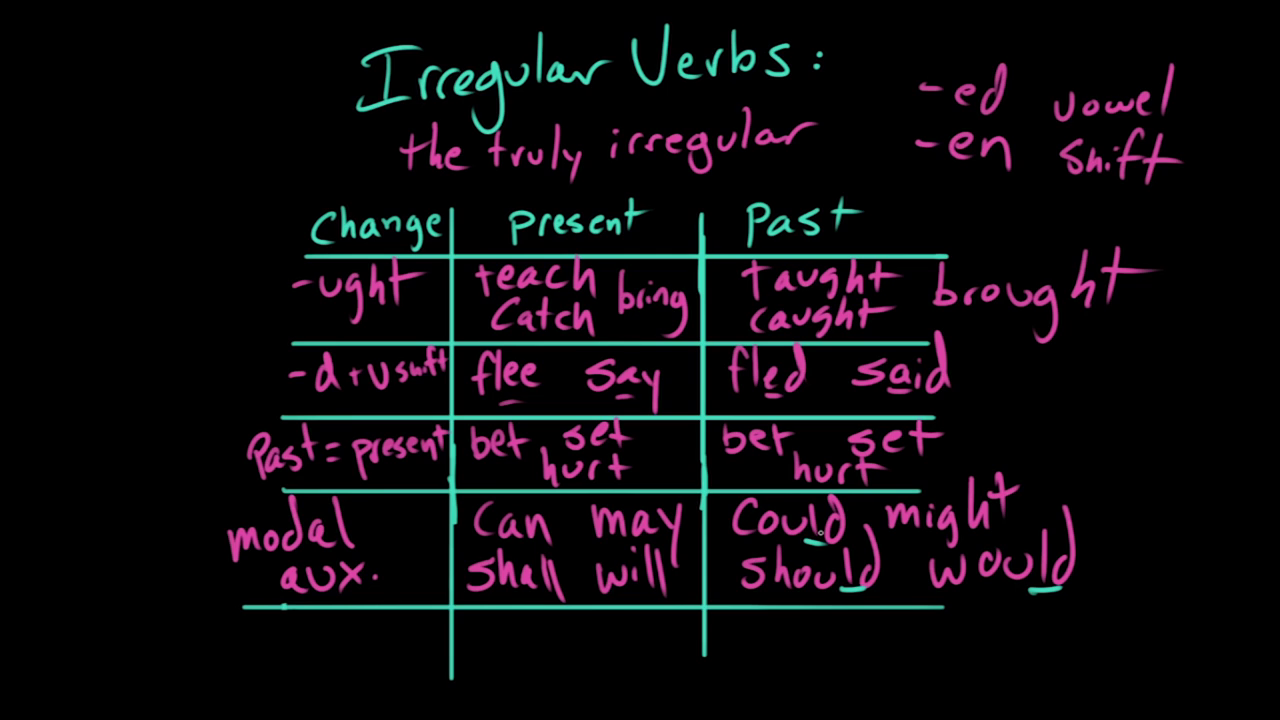 Irregular Verbs:
the truly irregular
-ed vowel
-en shift
Change present past
-ught teach catch bring taught caught brought
-d + v shift flee say fled said
Past = present bet set hurt bet set hurt
modal aux. Can may shall will Could might should would